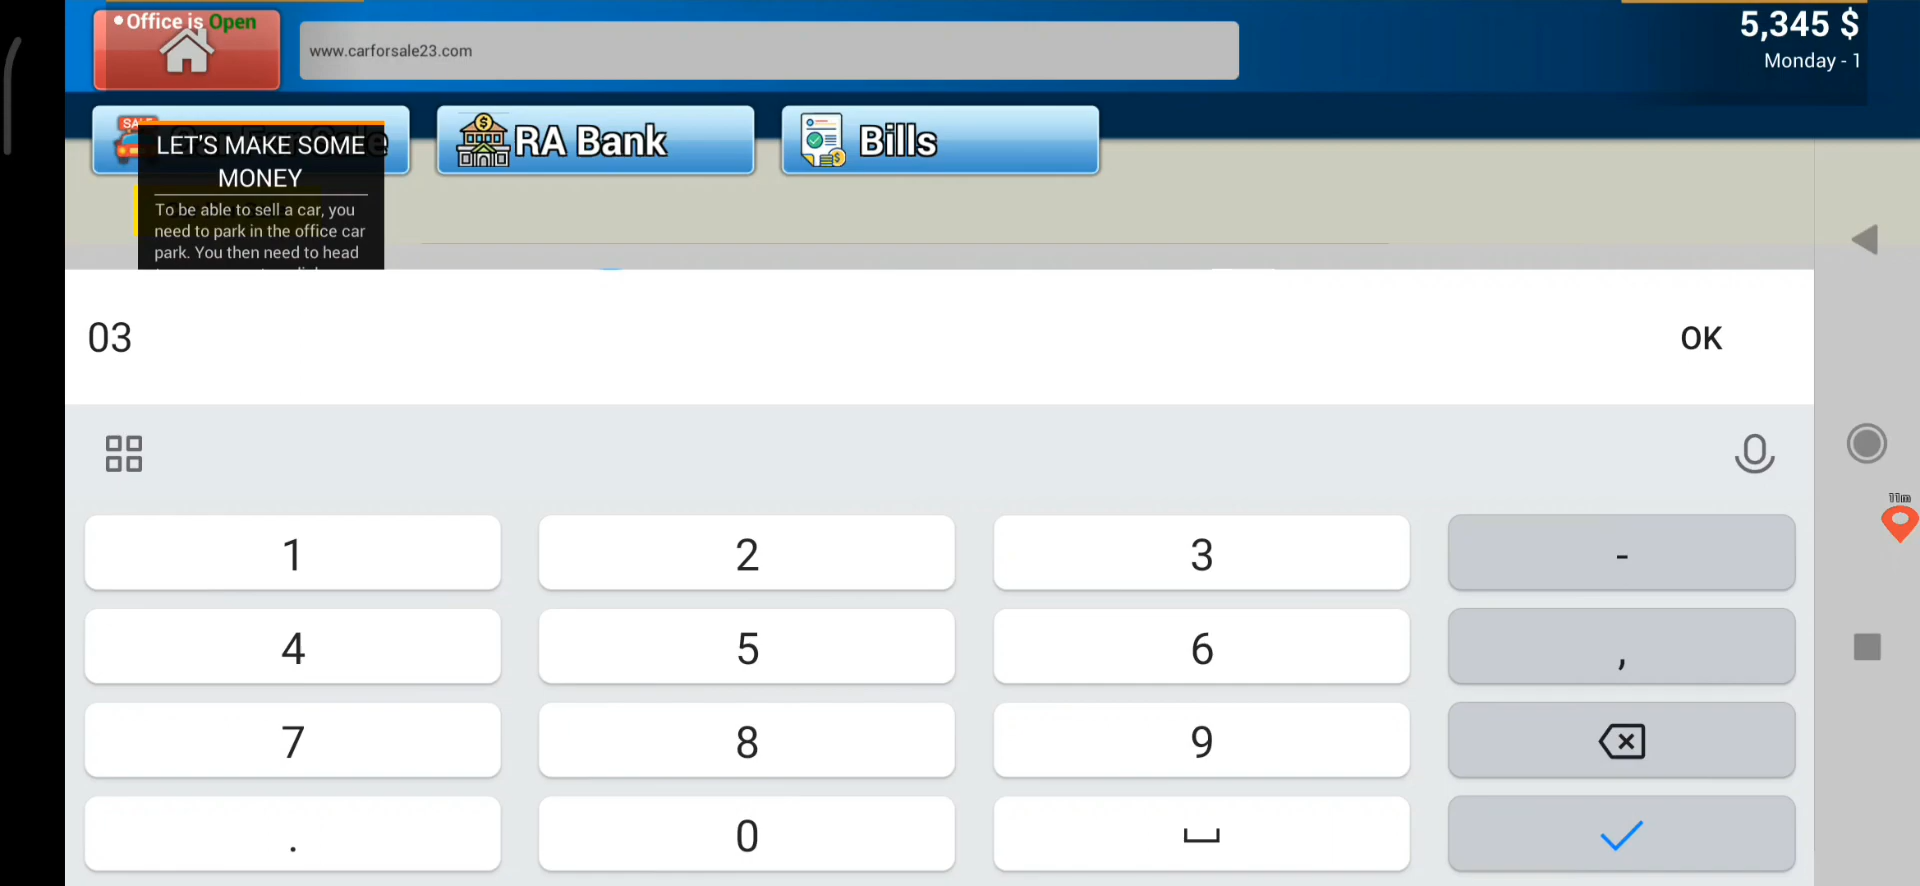 Office is Open
www.carforsale23.com
5,345 $
Monday - 1
SALE
RA Bank
Bills
LET'S MAKE SOME
MONEY
To be able to sell a car, you
need to park in the office car
park. You then need to head
03
OK
1 2 3 -
4 5 6 ,
7 8 9
. 0
11m